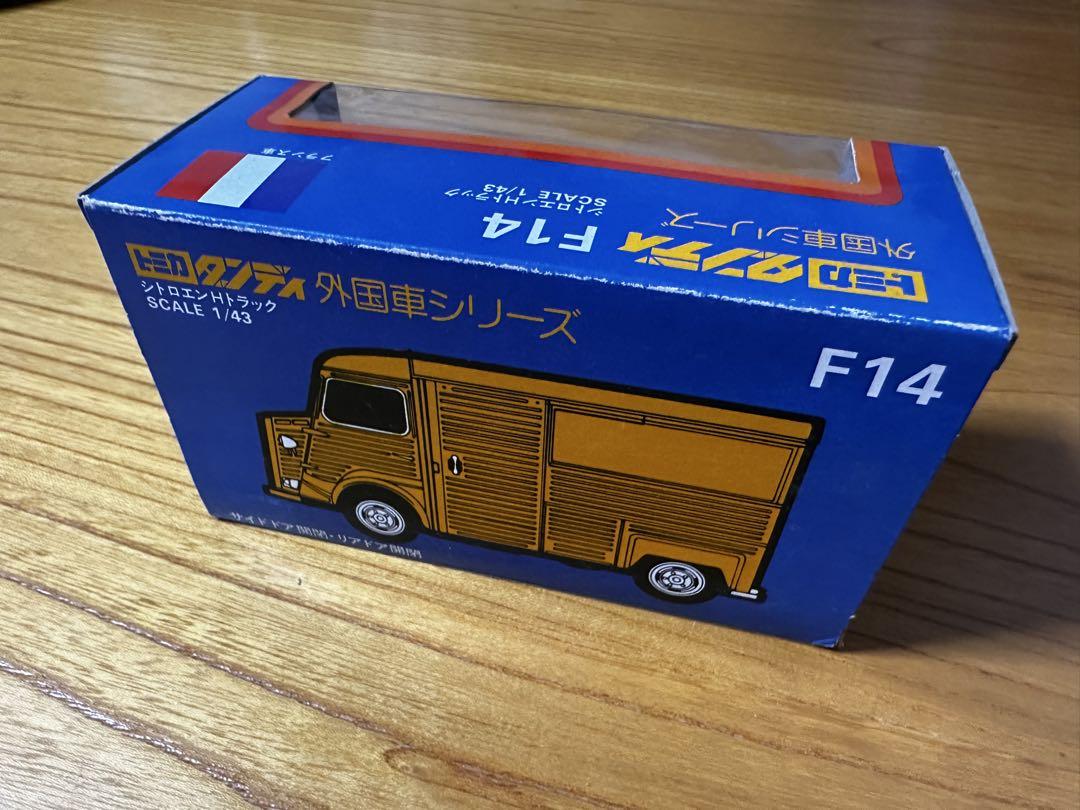 フランス車
シトロエンHトラック
SCALE 1/43
F14
トミカ ダンディ
外国車シリーズ
トミカ ダンディ 外国車シリーズ
シトロエンHトラック
SCALE 1/43
F14
サイドドア開閉・リアドア開閉